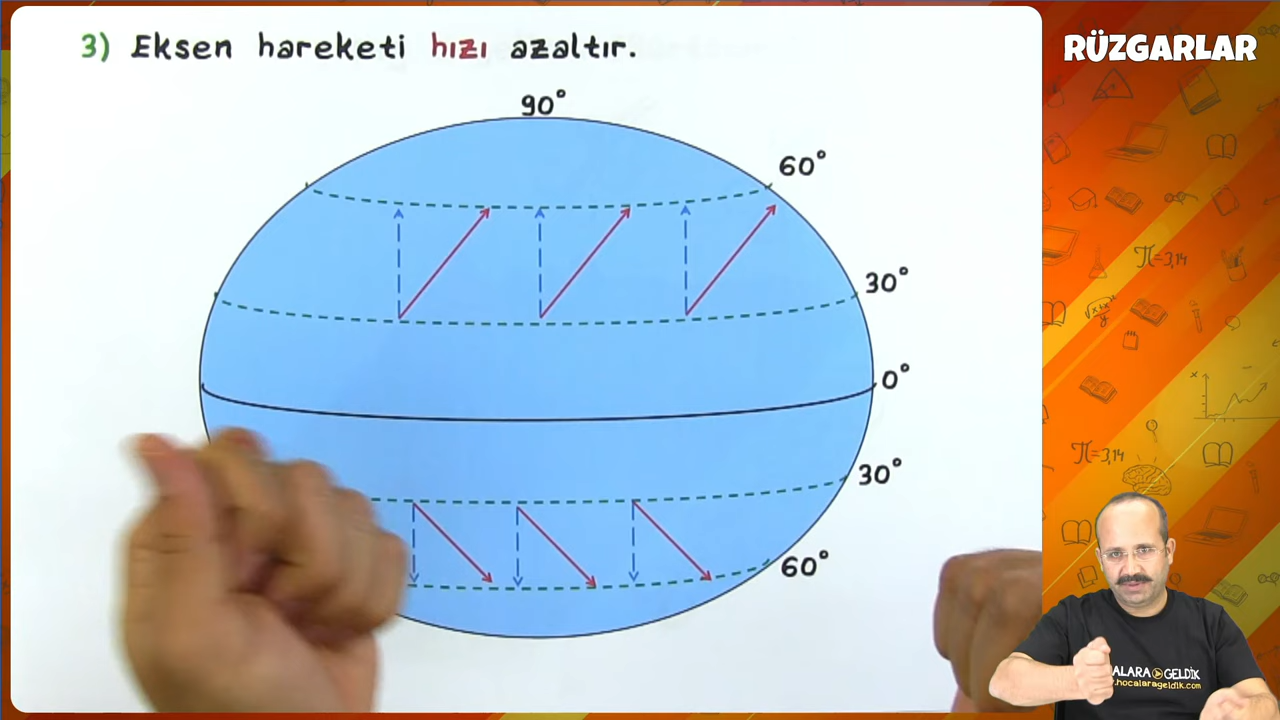 3) Eksen hareketi hızı azaltır.
RÜZGARLAR
90°
60°
30°
0°
30°
60°
π=3,14
π=3,14
ALARA GELDİK
.hocalarageldik.com